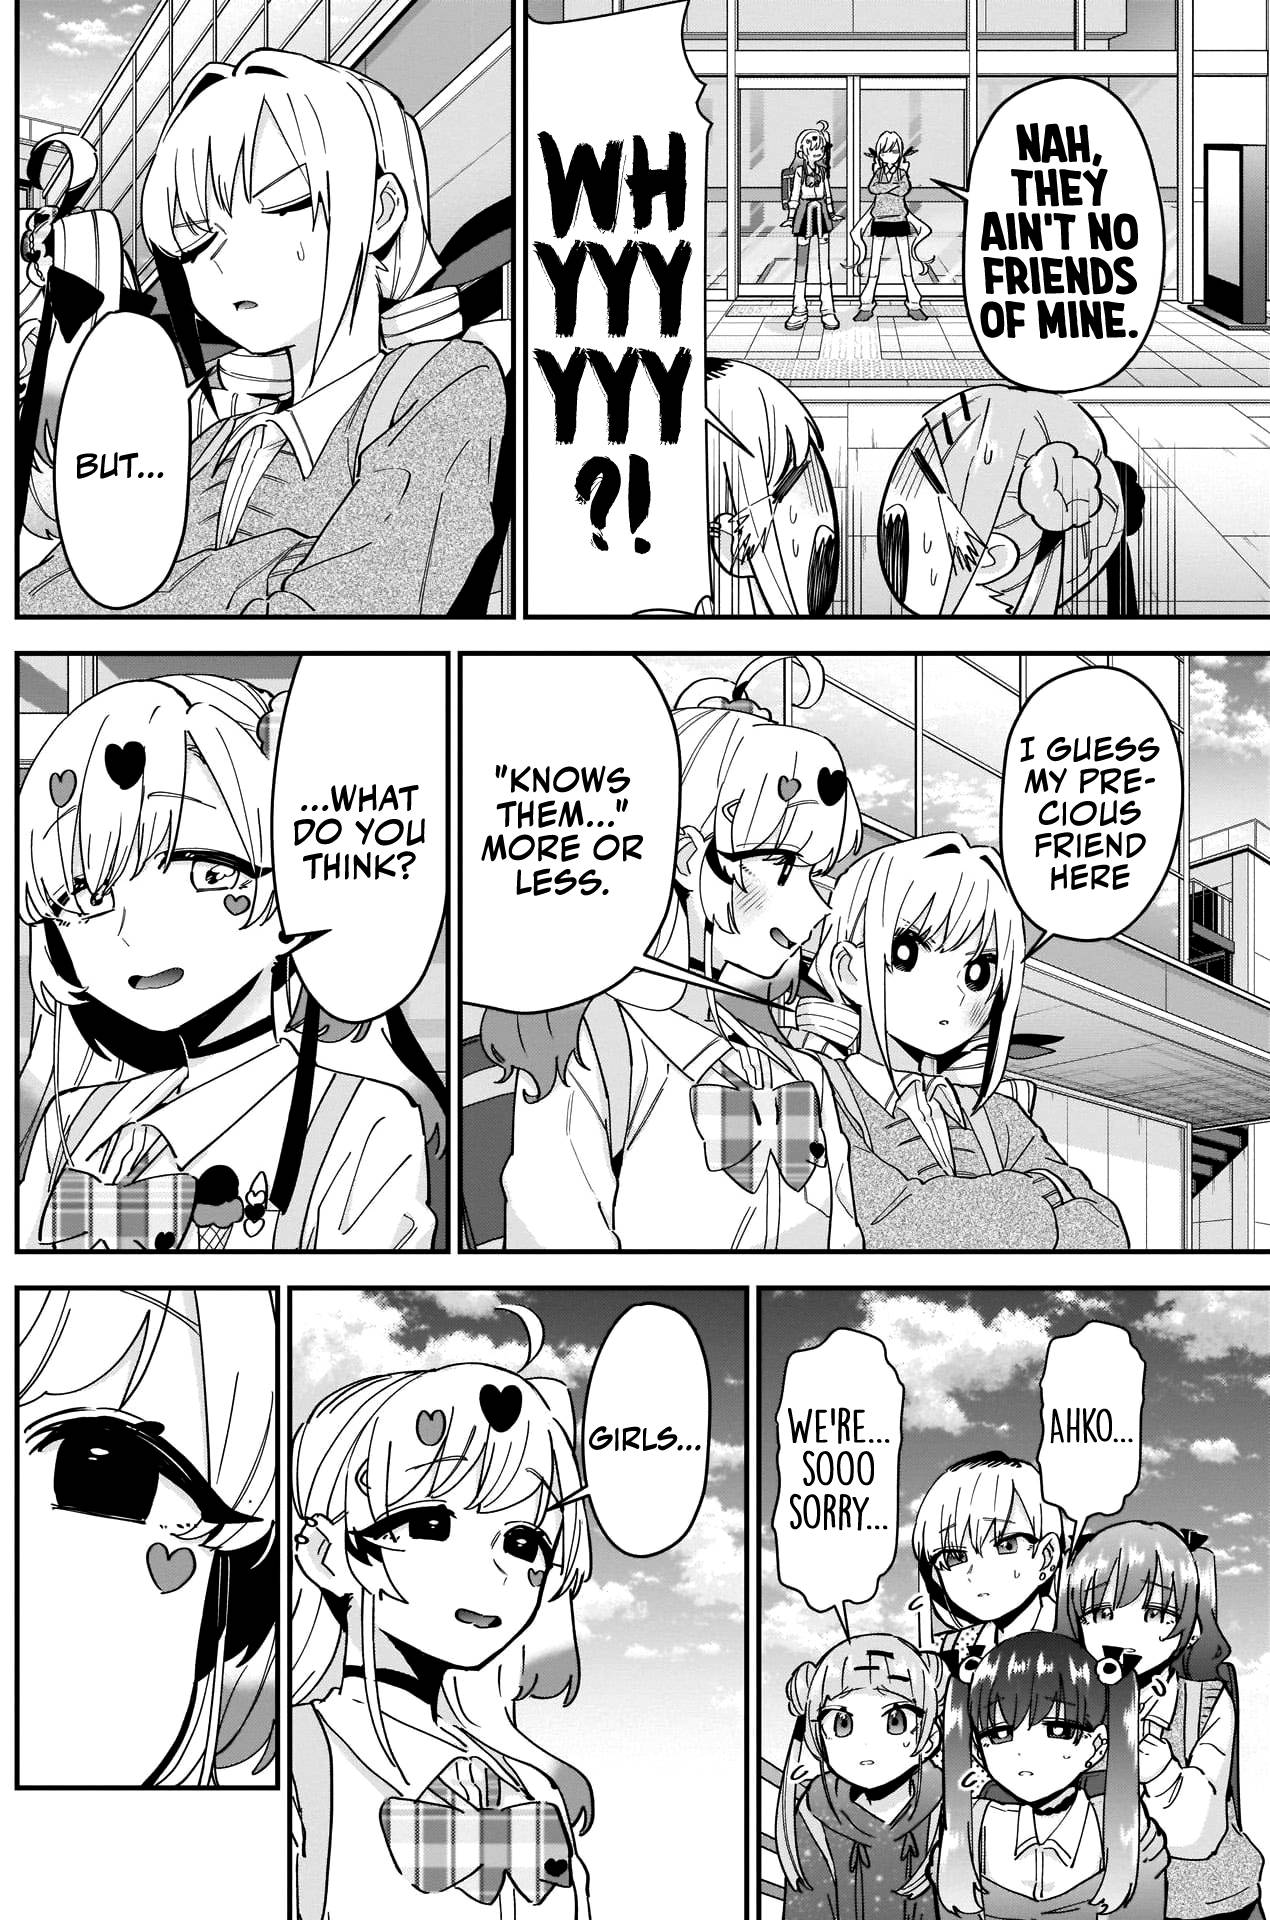 NAH,
THEY
AIN'T NO
FRIENDS
OF MINE.
WH
YYY
YYY
?!
BUT...
I GUESS
MY PRE-
CIOUS
FRIEND
HERE
"KNOWS
THEM..."
MORE OR
LESS.
...WHAT
DO YOU
THINK?
AHKO...
WE'RE...
SOOO
SORRY...
GIRLS...